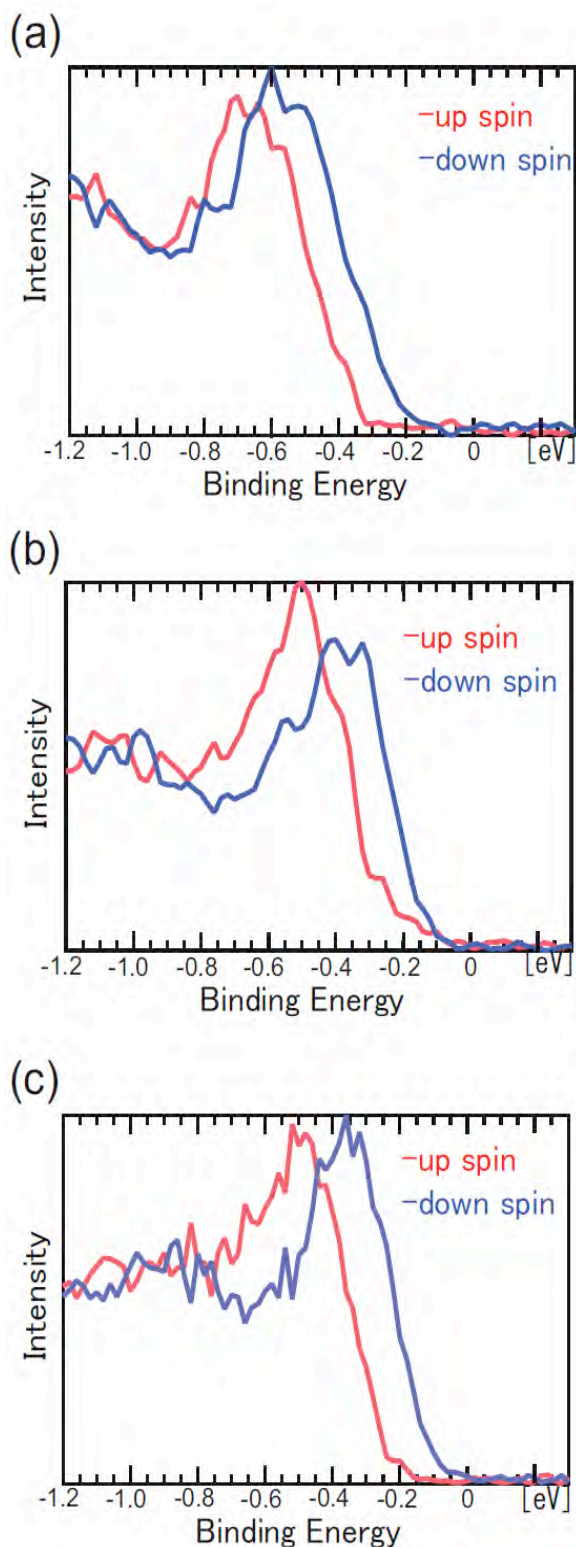 (a)
Intensity
–up spin
–down spin
-1.2 -1.0 -0.8 -0.6 -0.4 -0.2 0 [eV]
Binding Energy
(b)
Intensity
–up spin
–down spin
-1.2 -1.0 -0.8 -0.6 -0.4 -0.2 0 [eV]
Binding Energy
(c)
Intensity
–up spin
–down spin
-1.2 -1.0 -0.8 -0.6 -0.4 -0.2 0 [eV]
Binding Energy